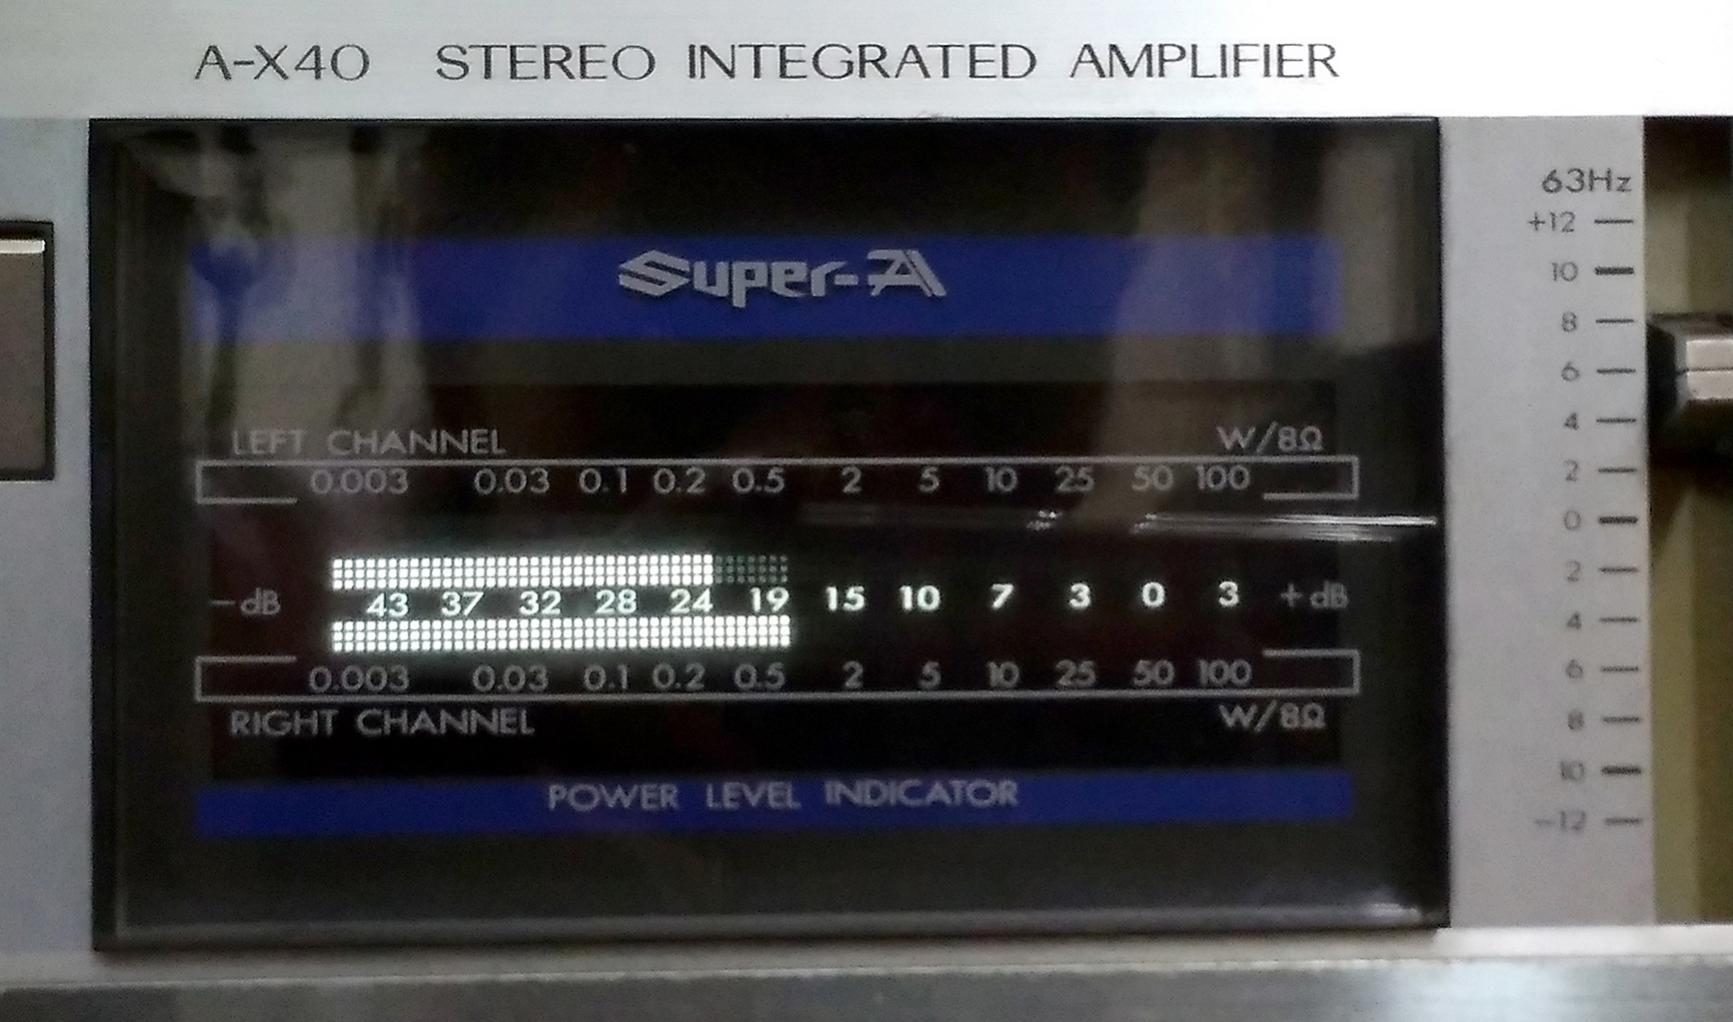 A-X40 STEREO INTEGRATED AMPLIFIER
Super-A
LEFT CHANNEL W/8Ω
0.003 0.03 0.1 0.2 0.5 2 5 10 25 50 100
-dB 43 37 32 28 24 19 15 10 7 3 0 3 +dB
0.003 0.03 0.1 0.2 0.5 2 5 10 25 50 100
RIGHT CHANNEL W/8Ω
POWER LEVEL INDICATOR
63Hz
+12
10
8
6
4
2
0
2
4
6
8
10
-12